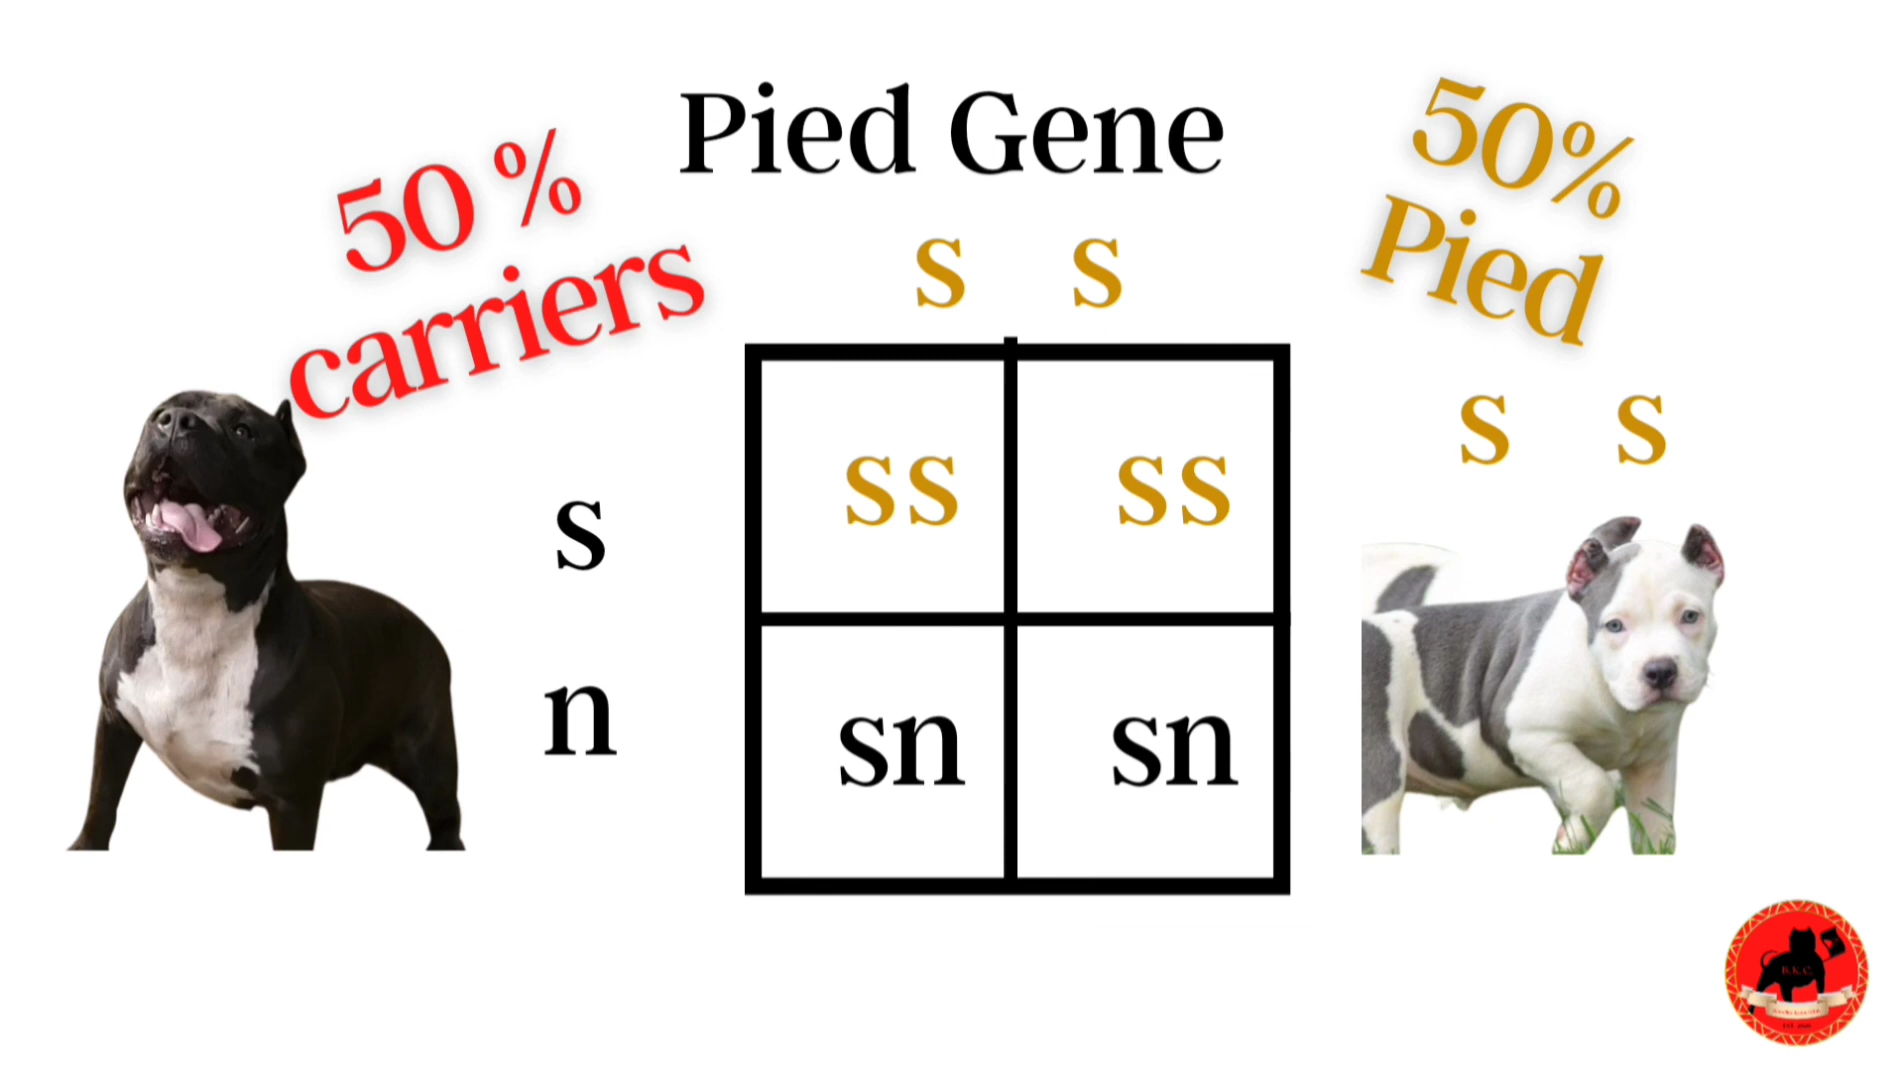 Pied Gene
50 %
carriers
50%
Pied
s s
s s
s
ss ss
n
sn sn
B.K.C.